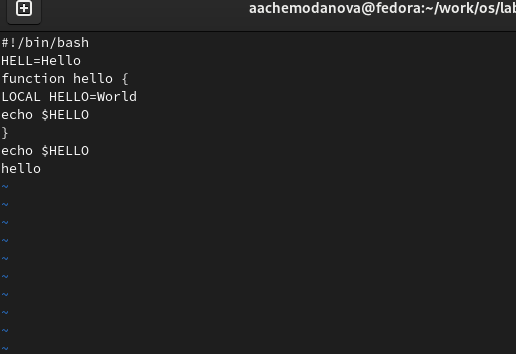 aachemodanova@fedora:~/work/os/lab
#!/bin/bash
HELL=Hello
function hello {
LOCAL HELLO=World
echo $HELLO
}
echo $HELLO
hello
~
~
~
~
~
~
~
~
~
~